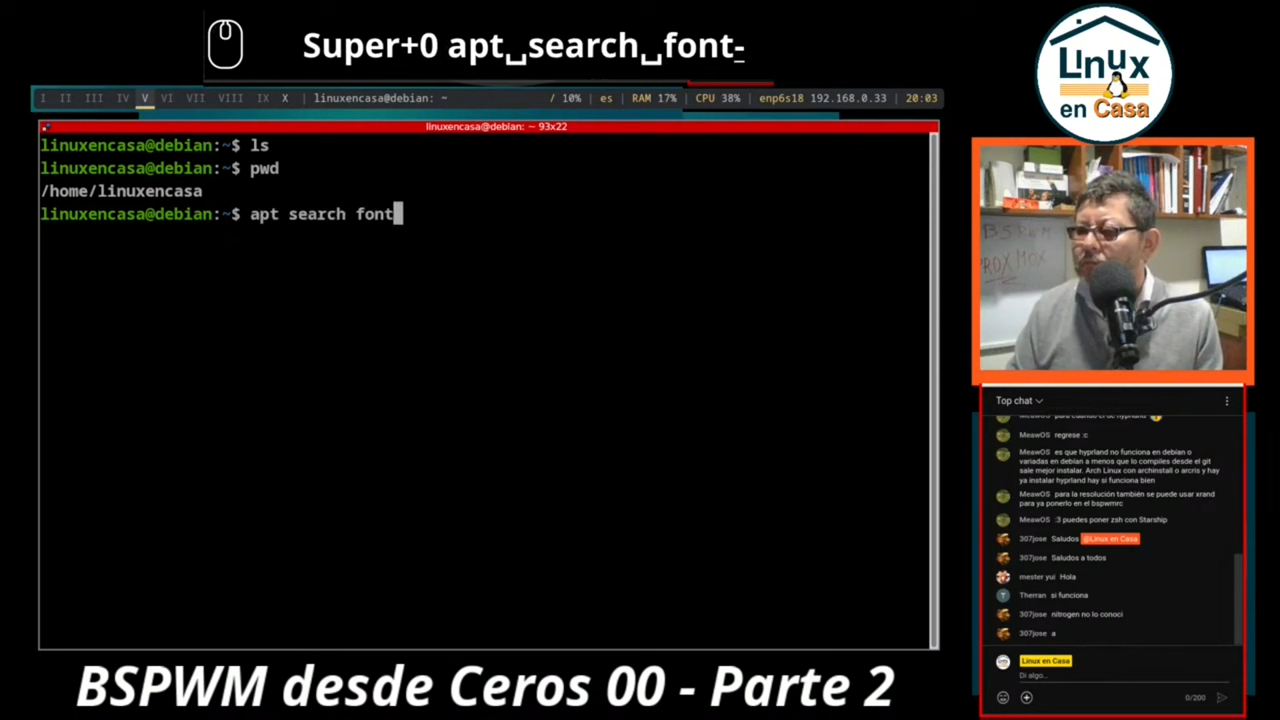 Super+0 apt␣search␣font-
Linux
en Casa
I II III IV V VI VII VIII IX X | linuxencasa@debian: ~ / 10% | es | RAM 17% | CPU 38% | enp6s18 192.168.0.33 | 20:03
linuxencasa@debian: ~ 93x22
linuxencasa@debian:~$ ls
linuxencasa@debian:~$ pwd
/home/linuxencasa
linuxencasa@debian:~$ apt search font
BSPWM
PROXMOX
Top chat
MeawOS regrese :c
MeawOS es que hyprland no funciona en debian o
variadas en debian a menos que lo compiles desde el git
sale mejor instalar. Arch Linux con archinstall o arcris y hay
ya instalar hyprland hay si funciona bien
MeawOS para la resolución también se puede usar xrand
para ya ponerlo en el bspwmrc
MeawOS :3 puedes poner zsh con Starship
307jose Saludos @Linux en Casa
307jose Saludos a todos
mester yui Hola
T Therran si funciona
307jose nitrogen no lo conoci
307jose a
Linux en Casa
Di algo...
0/200
BSPWM desde Ceros 00 - Parte 2